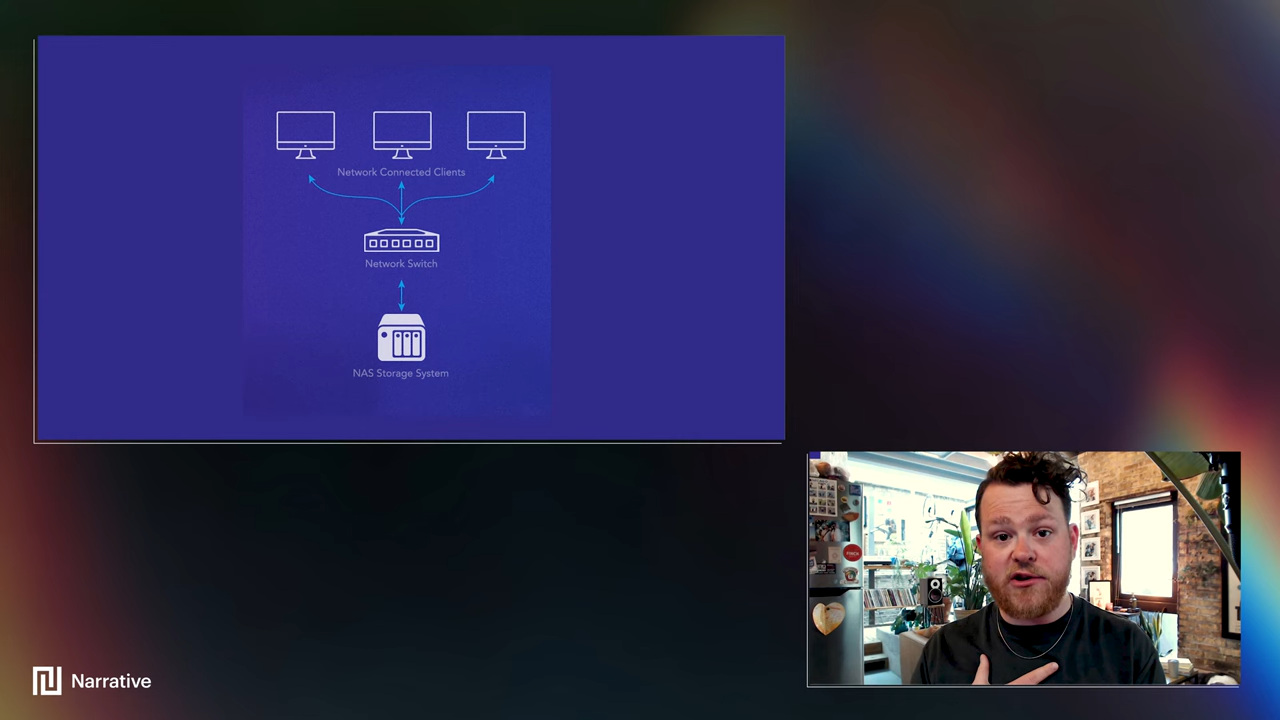 Network Connected Clients
Network Switch
NAS Storage System
Narrative